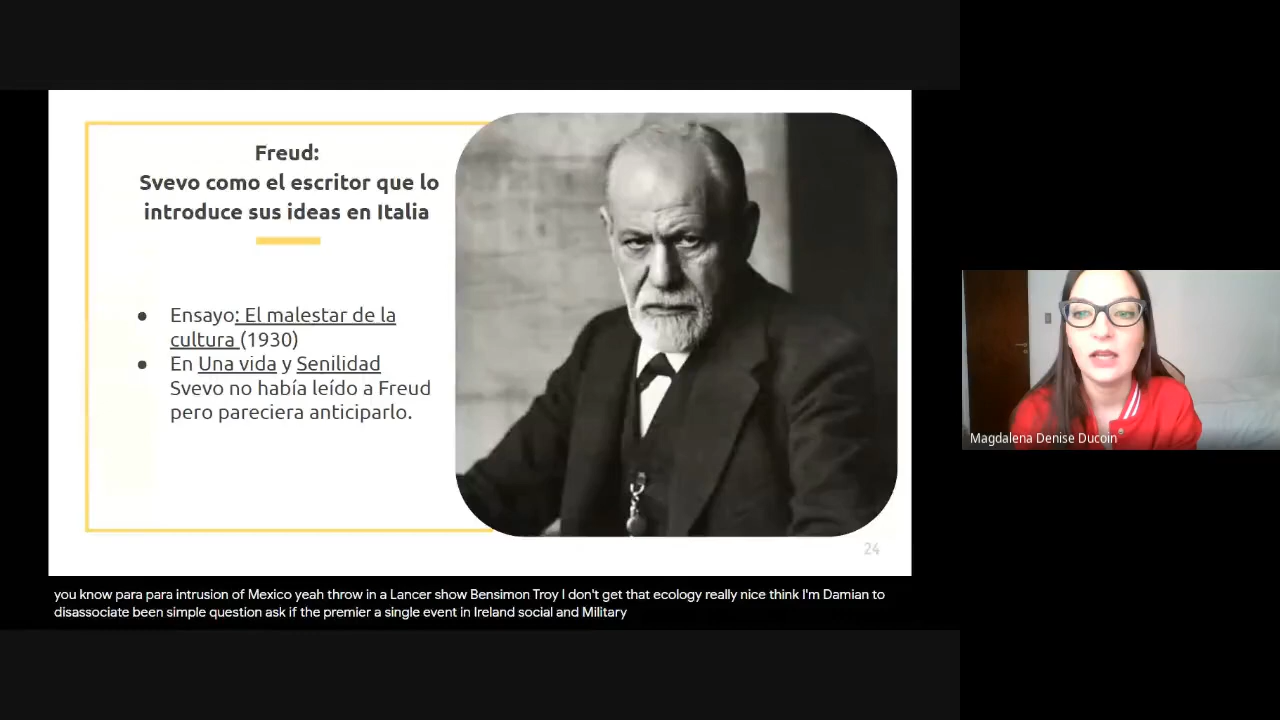 Freud:
Svevo como el escritor que lo
introduce sus ideas en Italia
● Ensayo: El malestar de la
cultura (1930)
● En Una vida y Senilidad
Svevo no había leído a Freud
pero pareciera anticiparlo.
24
you know para para intrusion of Mexico yeah throw in a Lancer show Bensimon Troy I don't get that ecology really nice think I'm Damian to
disassociate been simple question ask if the premier a single event in Ireland social and Military
Magdalena Denise Ducoin